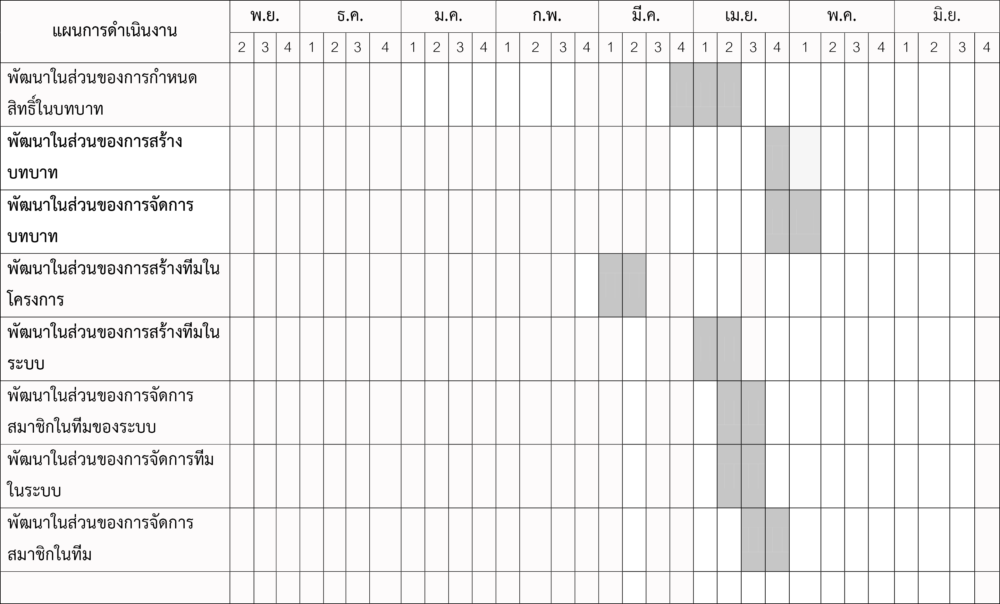 แผนการดำเนินงาน พ.ย. ธ.ค. ม.ค. ก.พ. มี.ค. เม.ย. พ.ค. มิ.ย.
2 3 4 1 2 3 4 1 2 3 4 1 2 3 4 1 2 3 4 1 2 3 4 1 2 3 4 1 2 3 4
พัฒนาในส่วนของการกำหนด
สิทธิ์ในบทบาท
พัฒนาในส่วนของการสร้าง
บทบาท
พัฒนาในส่วนของการจัดการ
บทบาท
พัฒนาในส่วนของการสร้างทีมใน
โครงการ
พัฒนาในส่วนของการสร้างทีมใน
ระบบ
พัฒนาในส่วนของการจัดการ
สมาชิกในทีมของระบบ
พัฒนาในส่วนของการจัดการทีม
ในระบบ
พัฒนาในส่วนของการจัดการ
สมาชิกในทีม